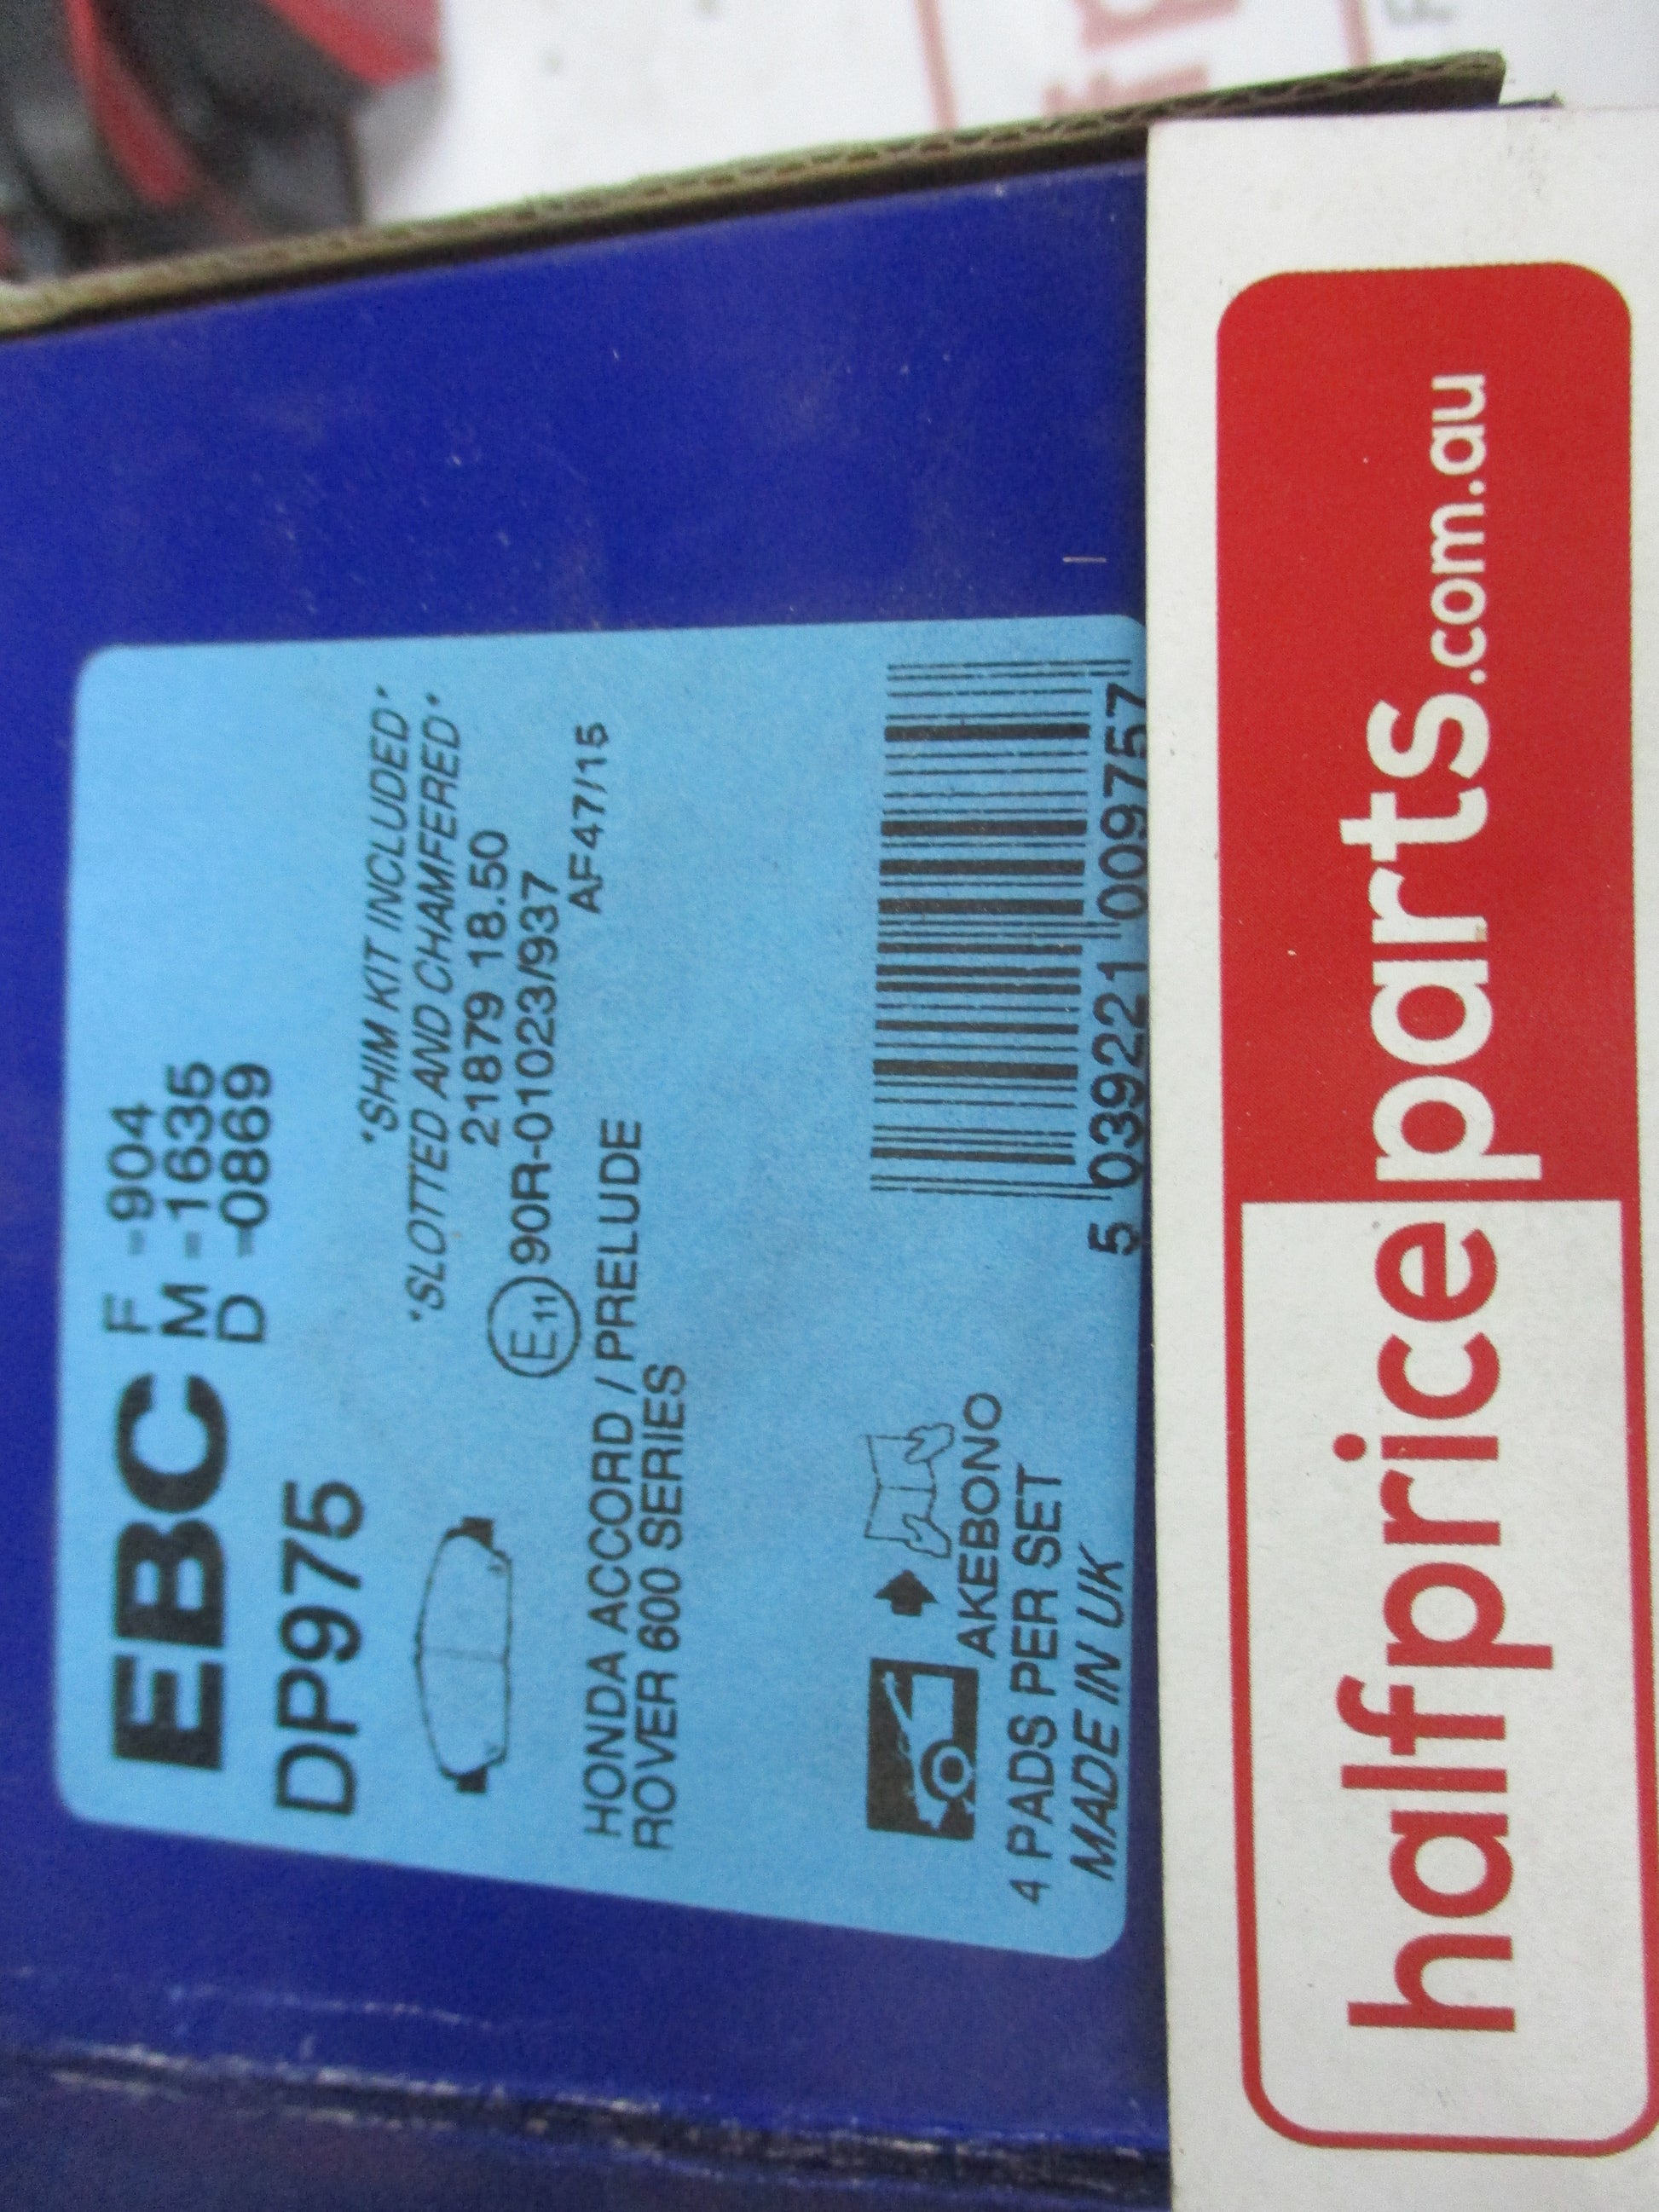 EBC
F -904
M -1635
D -0869
DP975
*SHIM KIT INCLUDED*
*SLOTTED AND CHAMFERED*
21879 18.50
E11 90R-01023/937
AF47/15
HONDA ACCORD / PRELUDE
ROVER 600 SERIES
AKEBONO
4 PADS PER SET
MADE IN UK
5 039221 009757
halfpriceparts.com.au